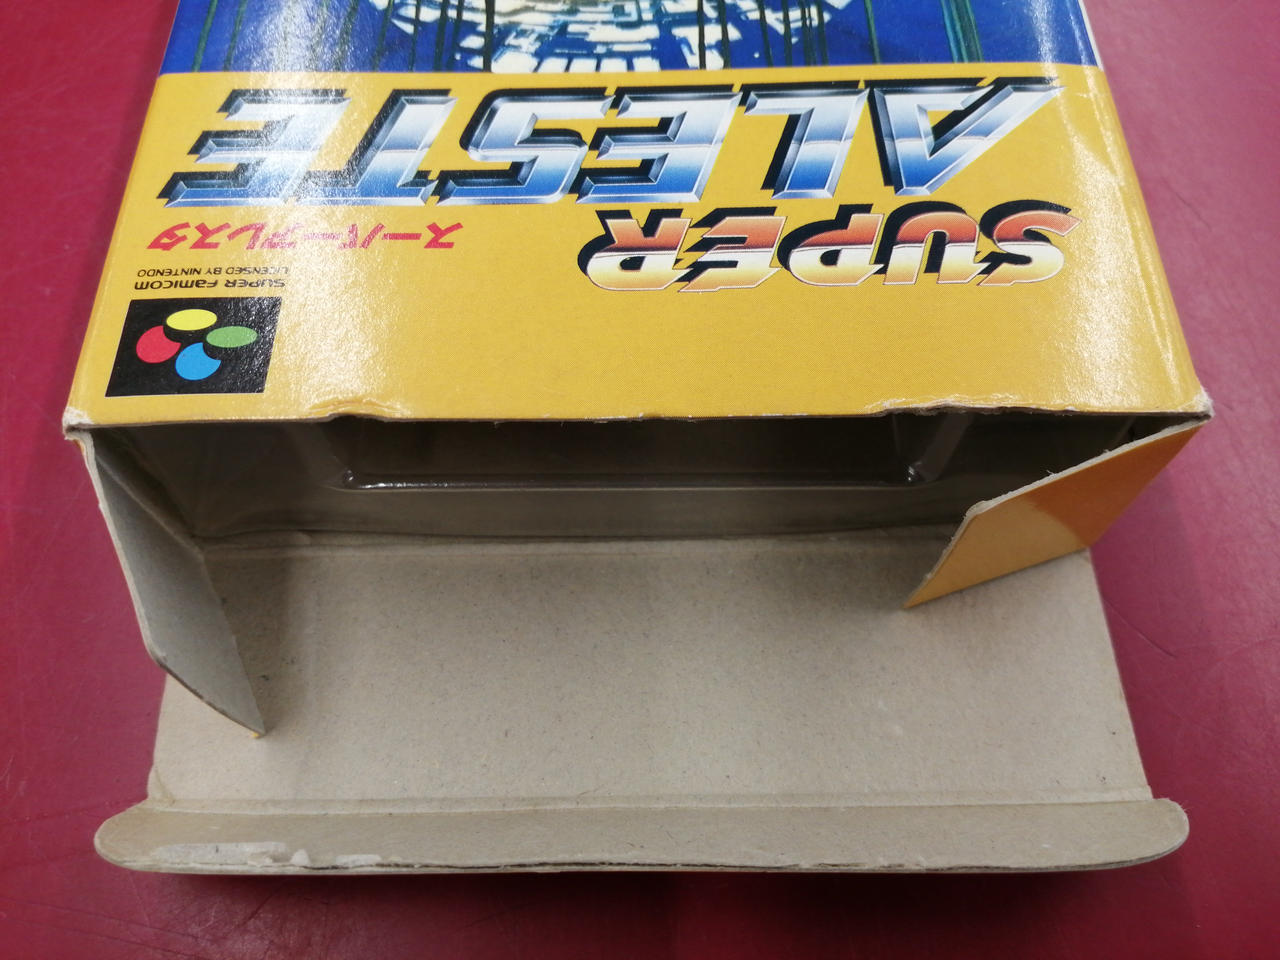 SUPER FAMICOM
LICENSED BY NINTENDO
SUPER
スーパーアレスタ
ALESTE